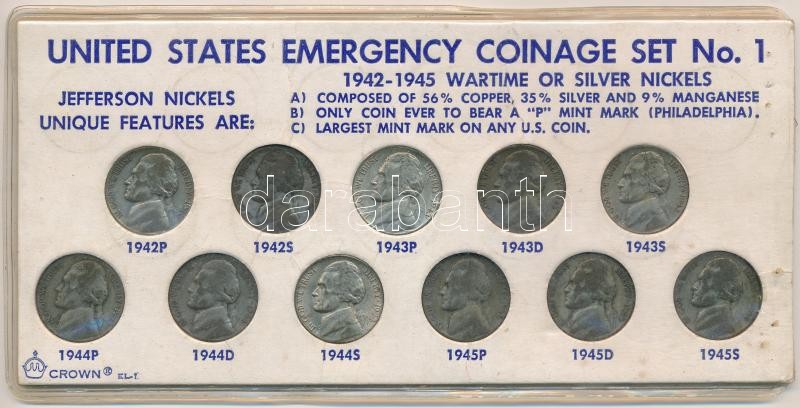 UNITED STATES EMERGENCY COINAGE SET No. 1
1942-1945 WARTIME OR SILVER NICKELS
JEFFERSON NICKELS
UNIQUE FEATURES ARE:
A) COMPOSED OF 56% COPPER, 35% SILVER AND 9% MANGANESE
B) ONLY COIN EVER TO BEAR A "P" MINT MARK (PHILADELPHIA).
C) LARGEST MINT MARK ON ANY U.S. COIN.
darabanth
1942P 1942S 1943P 1943D 1943S
1944P 1944D 1944S 1945P 1945D 1945S
CROWN®